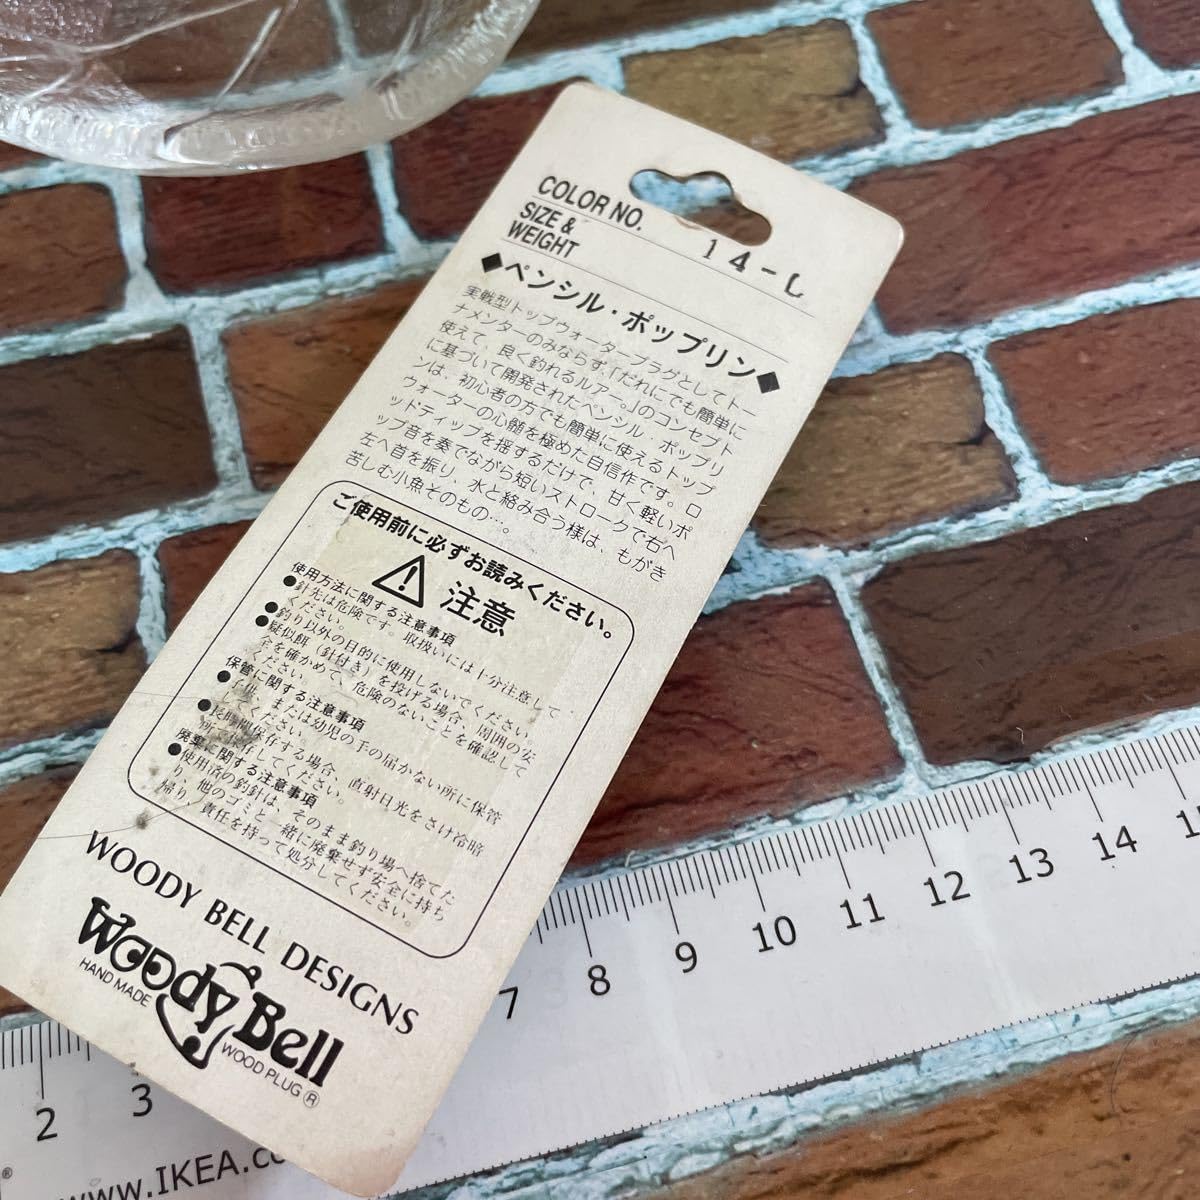 COLOR NO. 14-L
SIZE &
WEIGHT
◆ペンシル・ポップリン◆
実戦型トップウォータープラグとしてトー
ナメンターのみならず、「だれにでも簡単に
使えて、良く釣れるルアー。」のコンセプト
に基づいて開発されたペンシル・ポップリ
ンは、初心者の方でも簡単に使えるトップ
ウォーターの心髄を極めた自信作です。ロ
ッドティップを揺するだけで、甘く軽いポ
ップ音を奏でながら短いストロークで右へ
左へ首を振り、水と絡み合う様は、もがき
苦しむ小魚そのもの…。
ご使用前に必ずお読みください。
注意
使用方法に関する注意事項
●針先は危険です。取扱いには十分注意して
ください。
●釣り以外の目的に使用しないでください。
●疑似餌(針付き)を投げる場合、周囲の安
全を確かめて、危険のないことを確認して
ください。
保管に関する注意事項
●子供、または幼児の手の届かない所に保管
してください。
●長時間保存する場合、直射日光をさけ冷暗
所で保存してください。
廃棄に関する注意事項
●使用済の釣針は、そのまま釣り場へ捨てた
り、他のゴミと一緒に廃棄せず安全に持ち
帰り、責任を持って処分してください。
WOODY BELL DESIGNS
Woody Bell
HAND MADE
WOOD PLUG ®
2 3 7 8 9 10 11 12 13 14
® www.IKEA.co